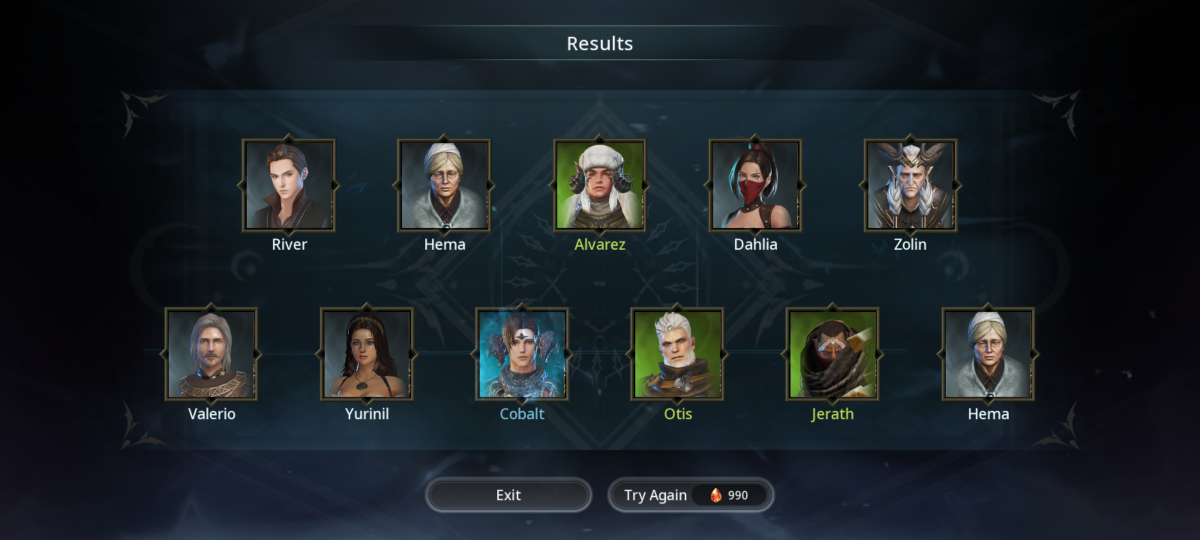 Results
River
Hema
Alvarez
Dahlia
Zolin
Valerio
Yurinil
Cobalt
Otis
Jerath
Hema
Exit
Try Again 990